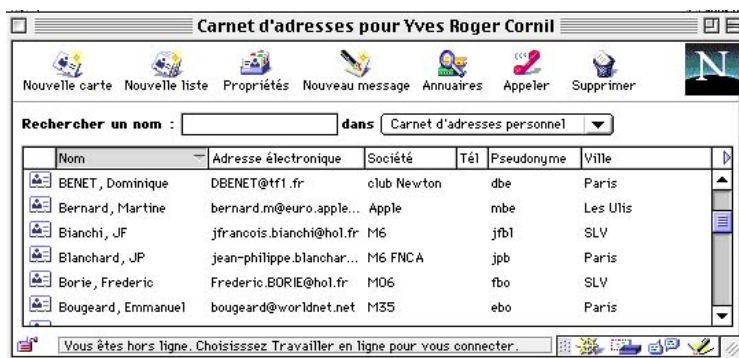 Carnet d'adresses pour Yves Roger Cornil
Nouvelle carte Nouvelle liste Propriétés Nouveau message Annuaires Appeler Supprimer
N
Rechercher un nom : dans Carnet d'adresses personnel
Nom Adresse électronique Société Tél Pseudonyme Ville
BENET, Dominique DBENET@tf1.fr club Newton dbe Paris
Bernard, Martine bernard.m@euro.apple... Apple mbe Les Ulis
Bianchi, JF jfrancois.bianchi@hol.fr M6 jfb1 SLV
Blanchard, JP jean-philippe.blanchar... M6 FNCA jpb Paris
Borie, Frederic Frederic.BORIE@hol.fr M06 fbo SLV
Bougeard, Emmanuel bougeard@worldnet.net M35 ebo Paris
Vous êtes hors ligne. Choisisssez Travailler en ligne pour vous connecter.